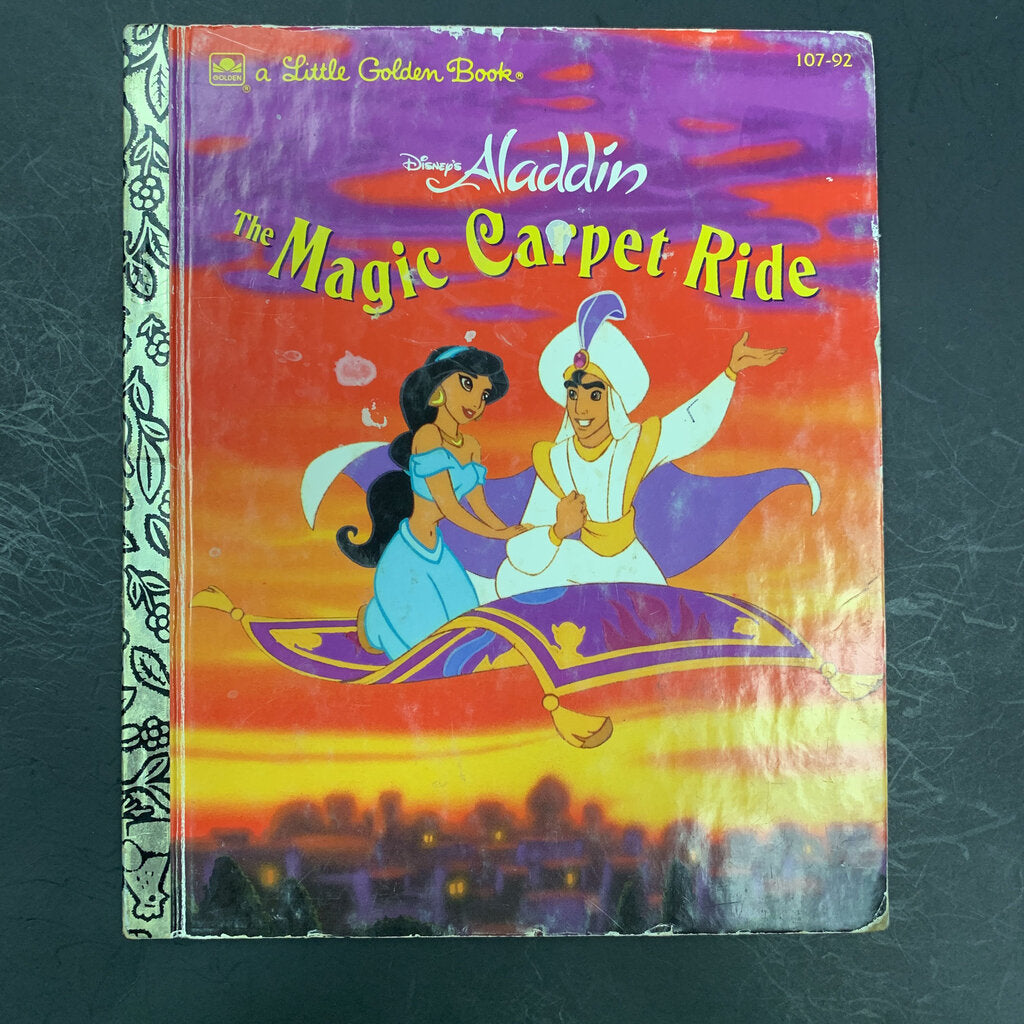 GOLDEN
®
a Little Golden Book®
107-92
Disney's Aladdin
The Magic Carpet Ride